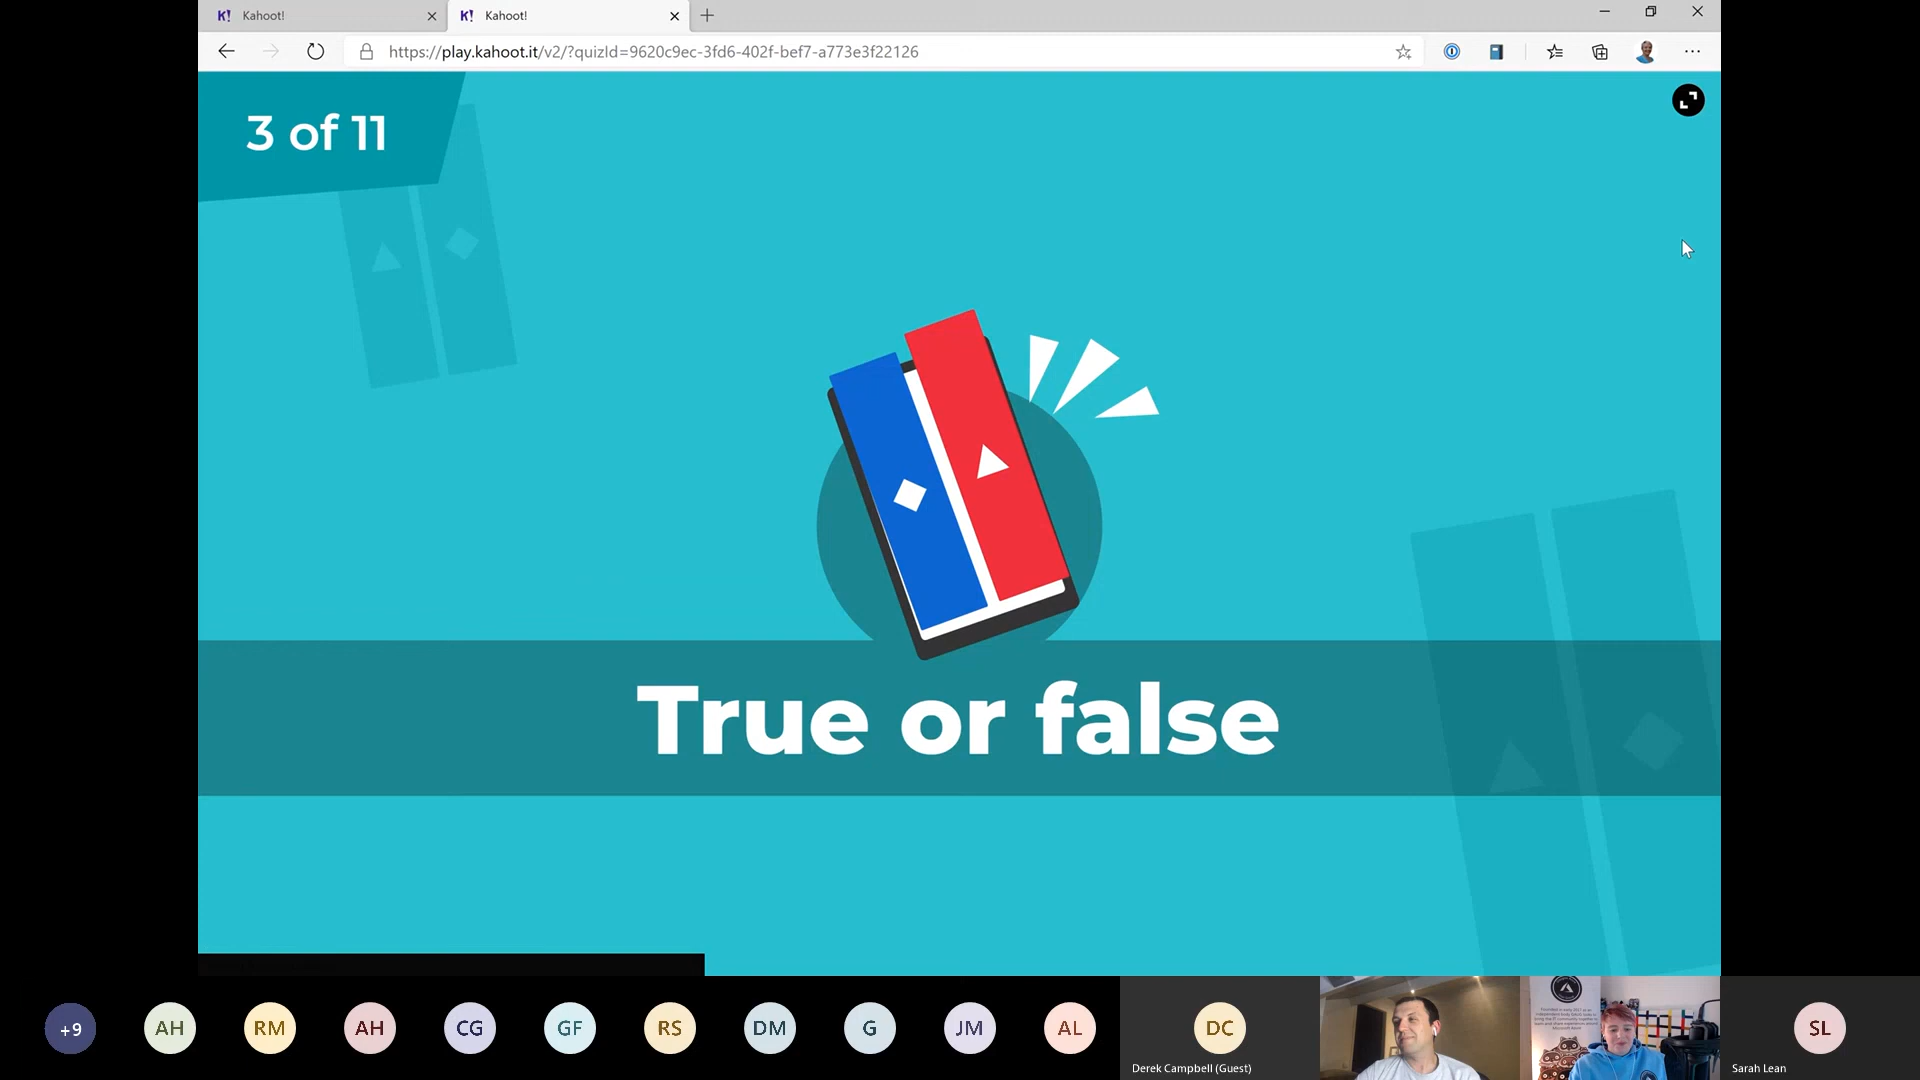 K! Kahoot!
K! Kahoot!
https://play.kahoot.it/v2/?quizId=9620c9ec-3fd6-402f-bef7-a773e3f22126
3 of 11
True or false
+9
AH
RM
AH
CG
GF
RS
DM
G
JM
AL
DC
SL
Derek Campbell (Guest)
Sarah Lean